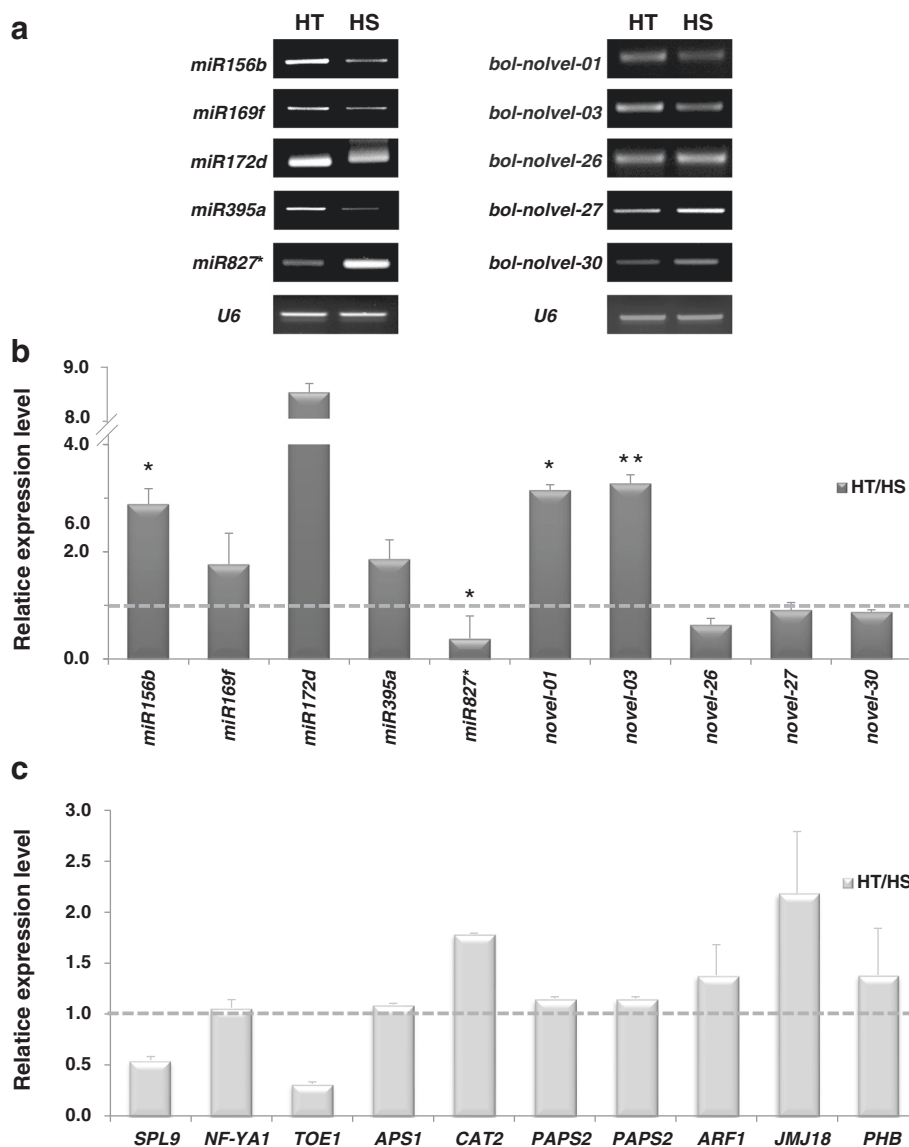 a
HT HS
miR156b
miR169f
miR172d
miR395a
miR827*
U6
HT HS
bol-nolvel-01
bol-nolvel-03
bol-nolvel-26
bol-nolvel-27
bol-nolvel-30
U6
b
Relatice expression level
9.0
8.0
4.0
6.0
2.0
0.0
*
*
*
**
HT/HS
miR156b
miR169f
miR172d
miR395a
miR827*
novel-01
novel-03
novel-26
novel-27
novel-30
c
Relatice expression level
3.0
2.5
2.0
1.5
1.0
0.5
0.0
HT/HS
SPL9 NF-YA1 TOE1 APS1 CAT2 PAPS2 PAPS2 ARF1 JMJ18 PHB